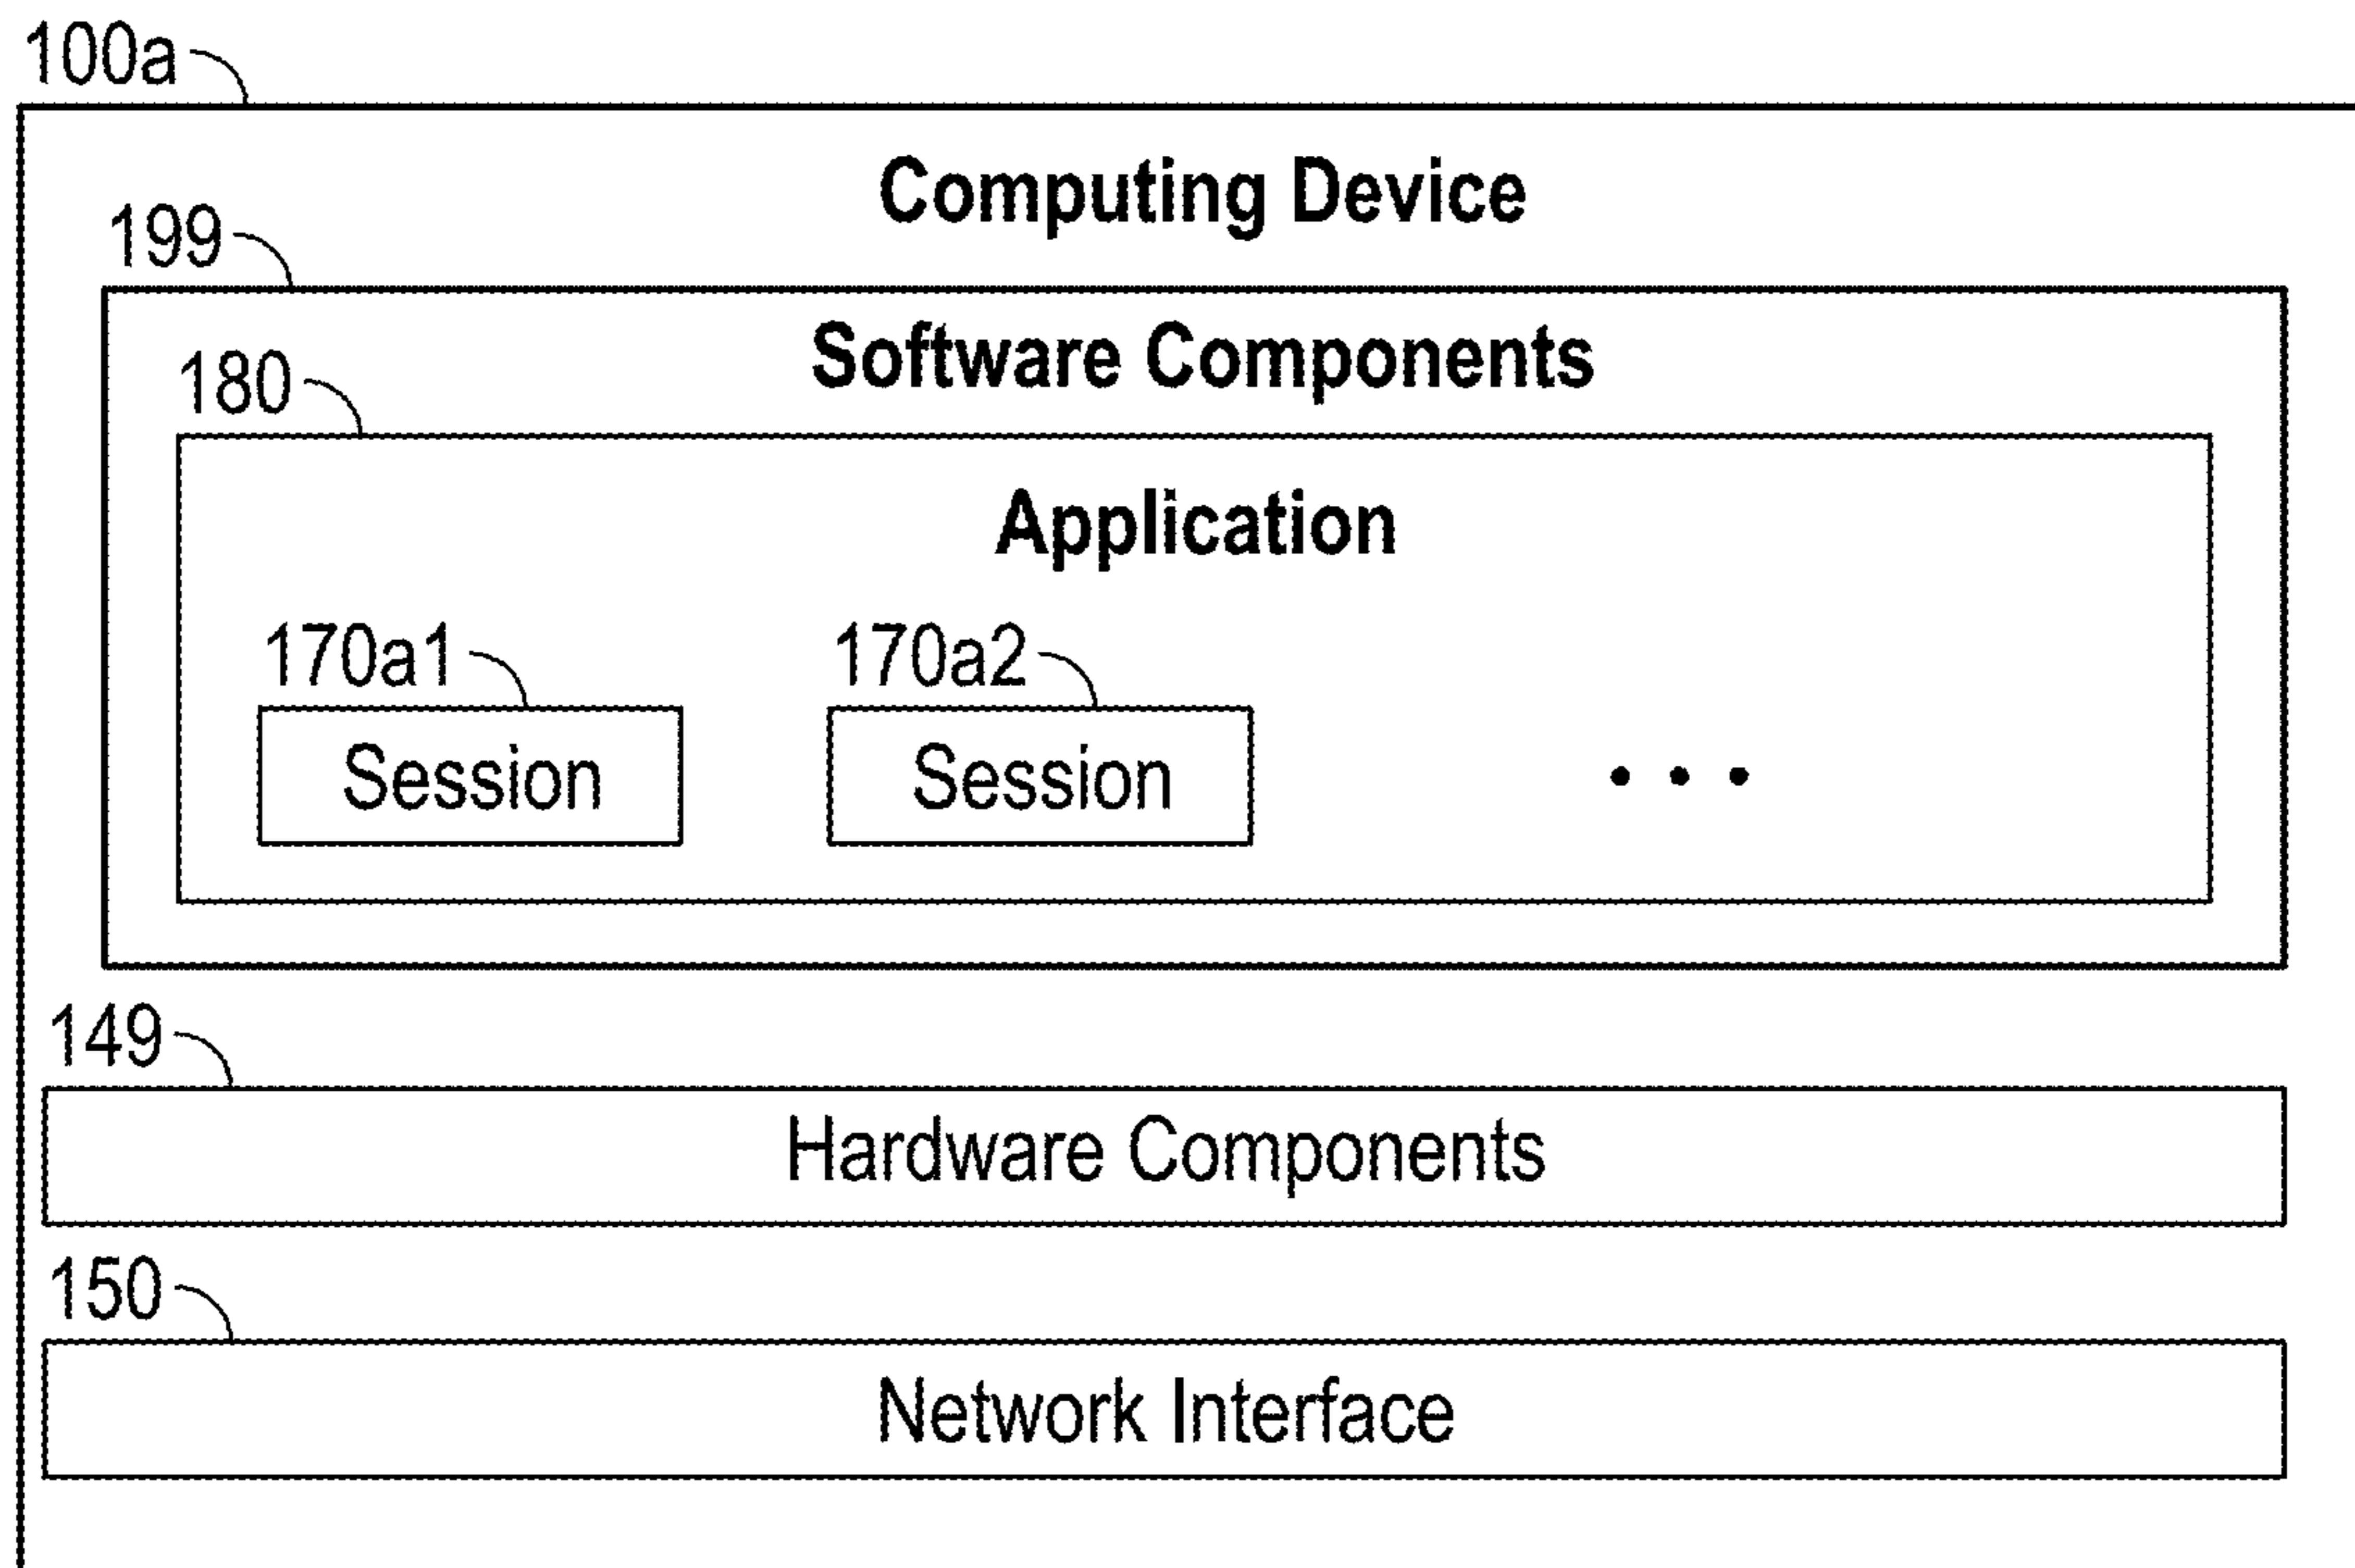 100a
Computing Device
199
Software Components
180
Application
170a1
170a2
Session
Session
• • •
149
Hardware Components
150
Network Interface